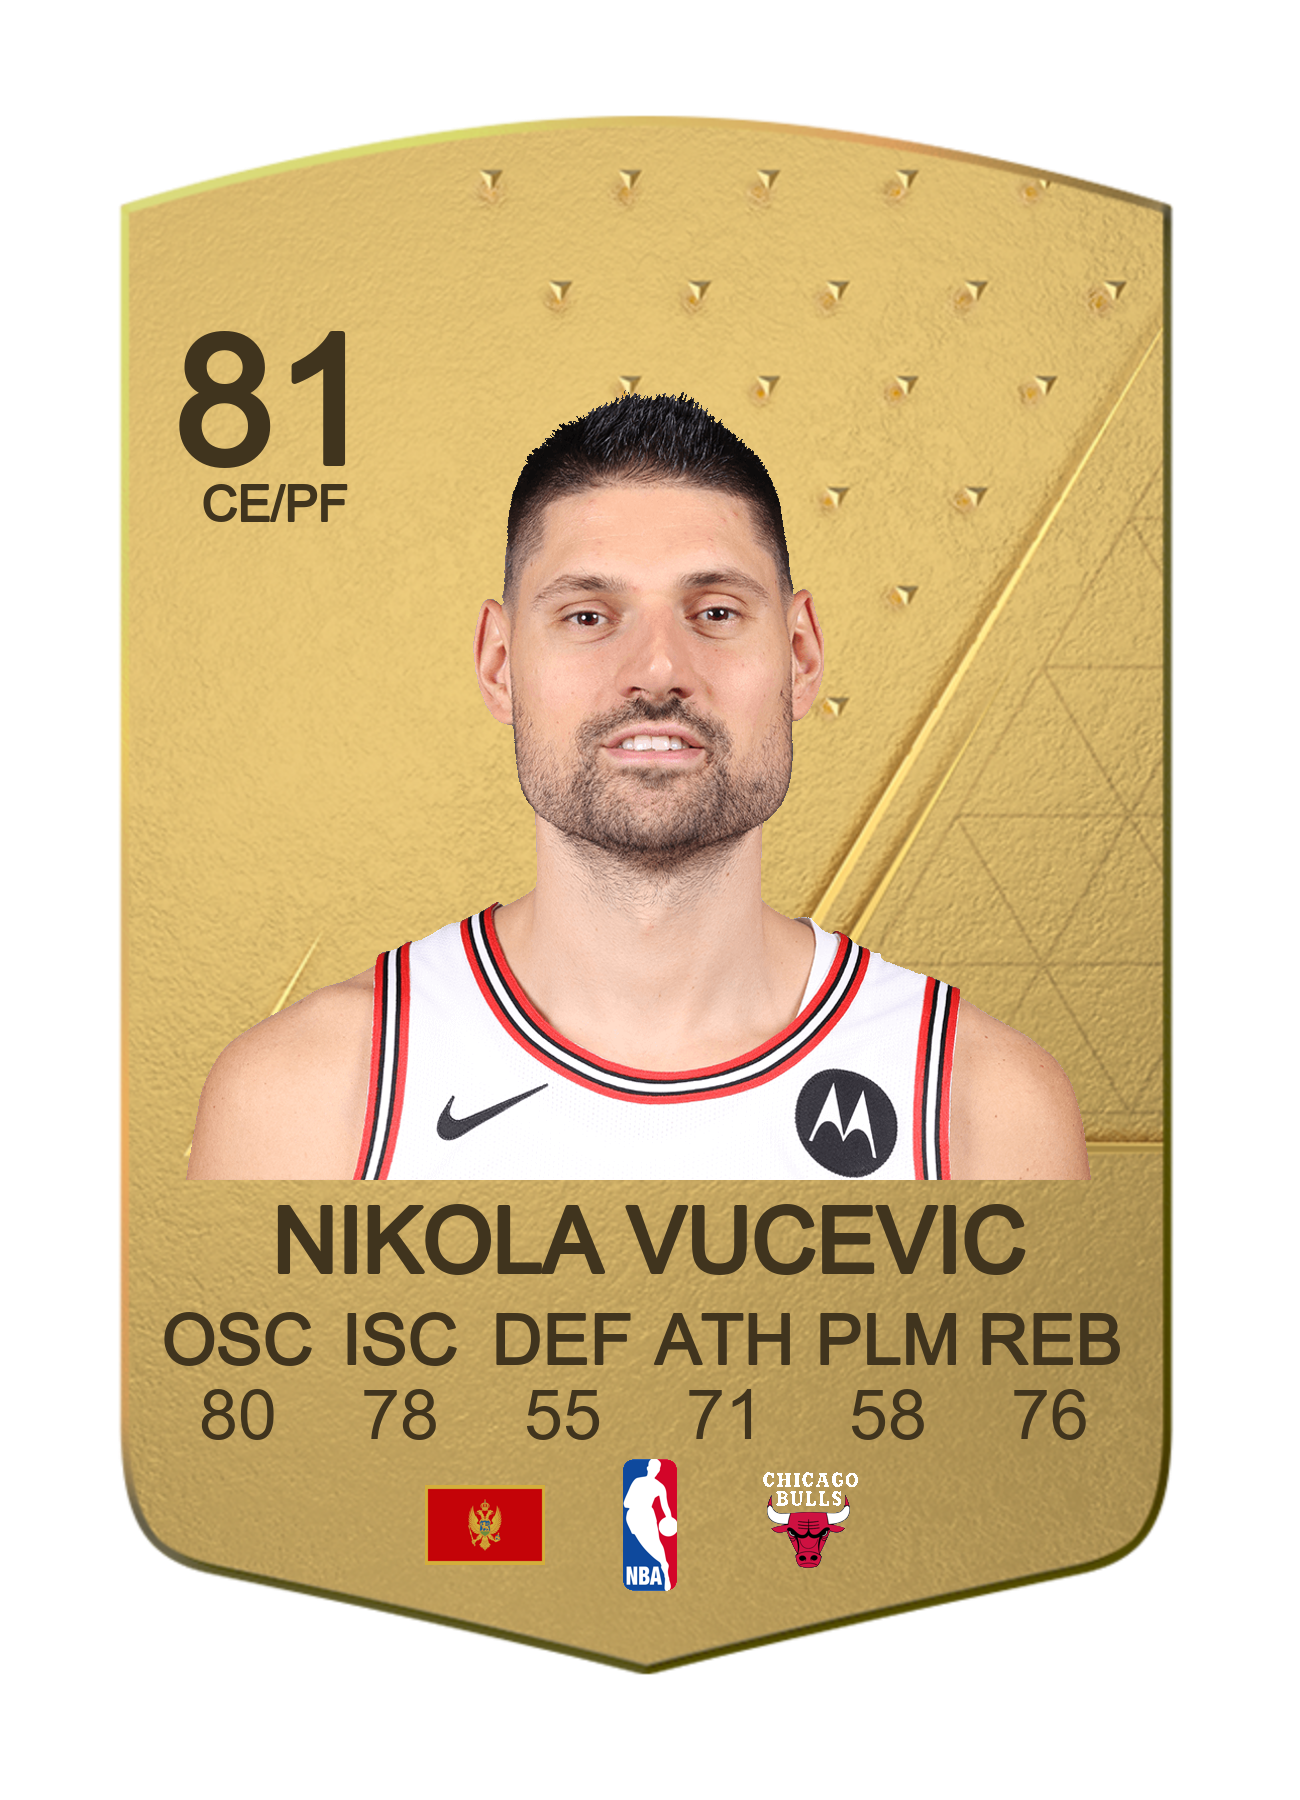 81
CE/PF
NIKOLA VUCEVIC
OSC ISC DEF ATH PLM REB
80 78 55 71 58 76
NBA
CHICAGO
BULLS